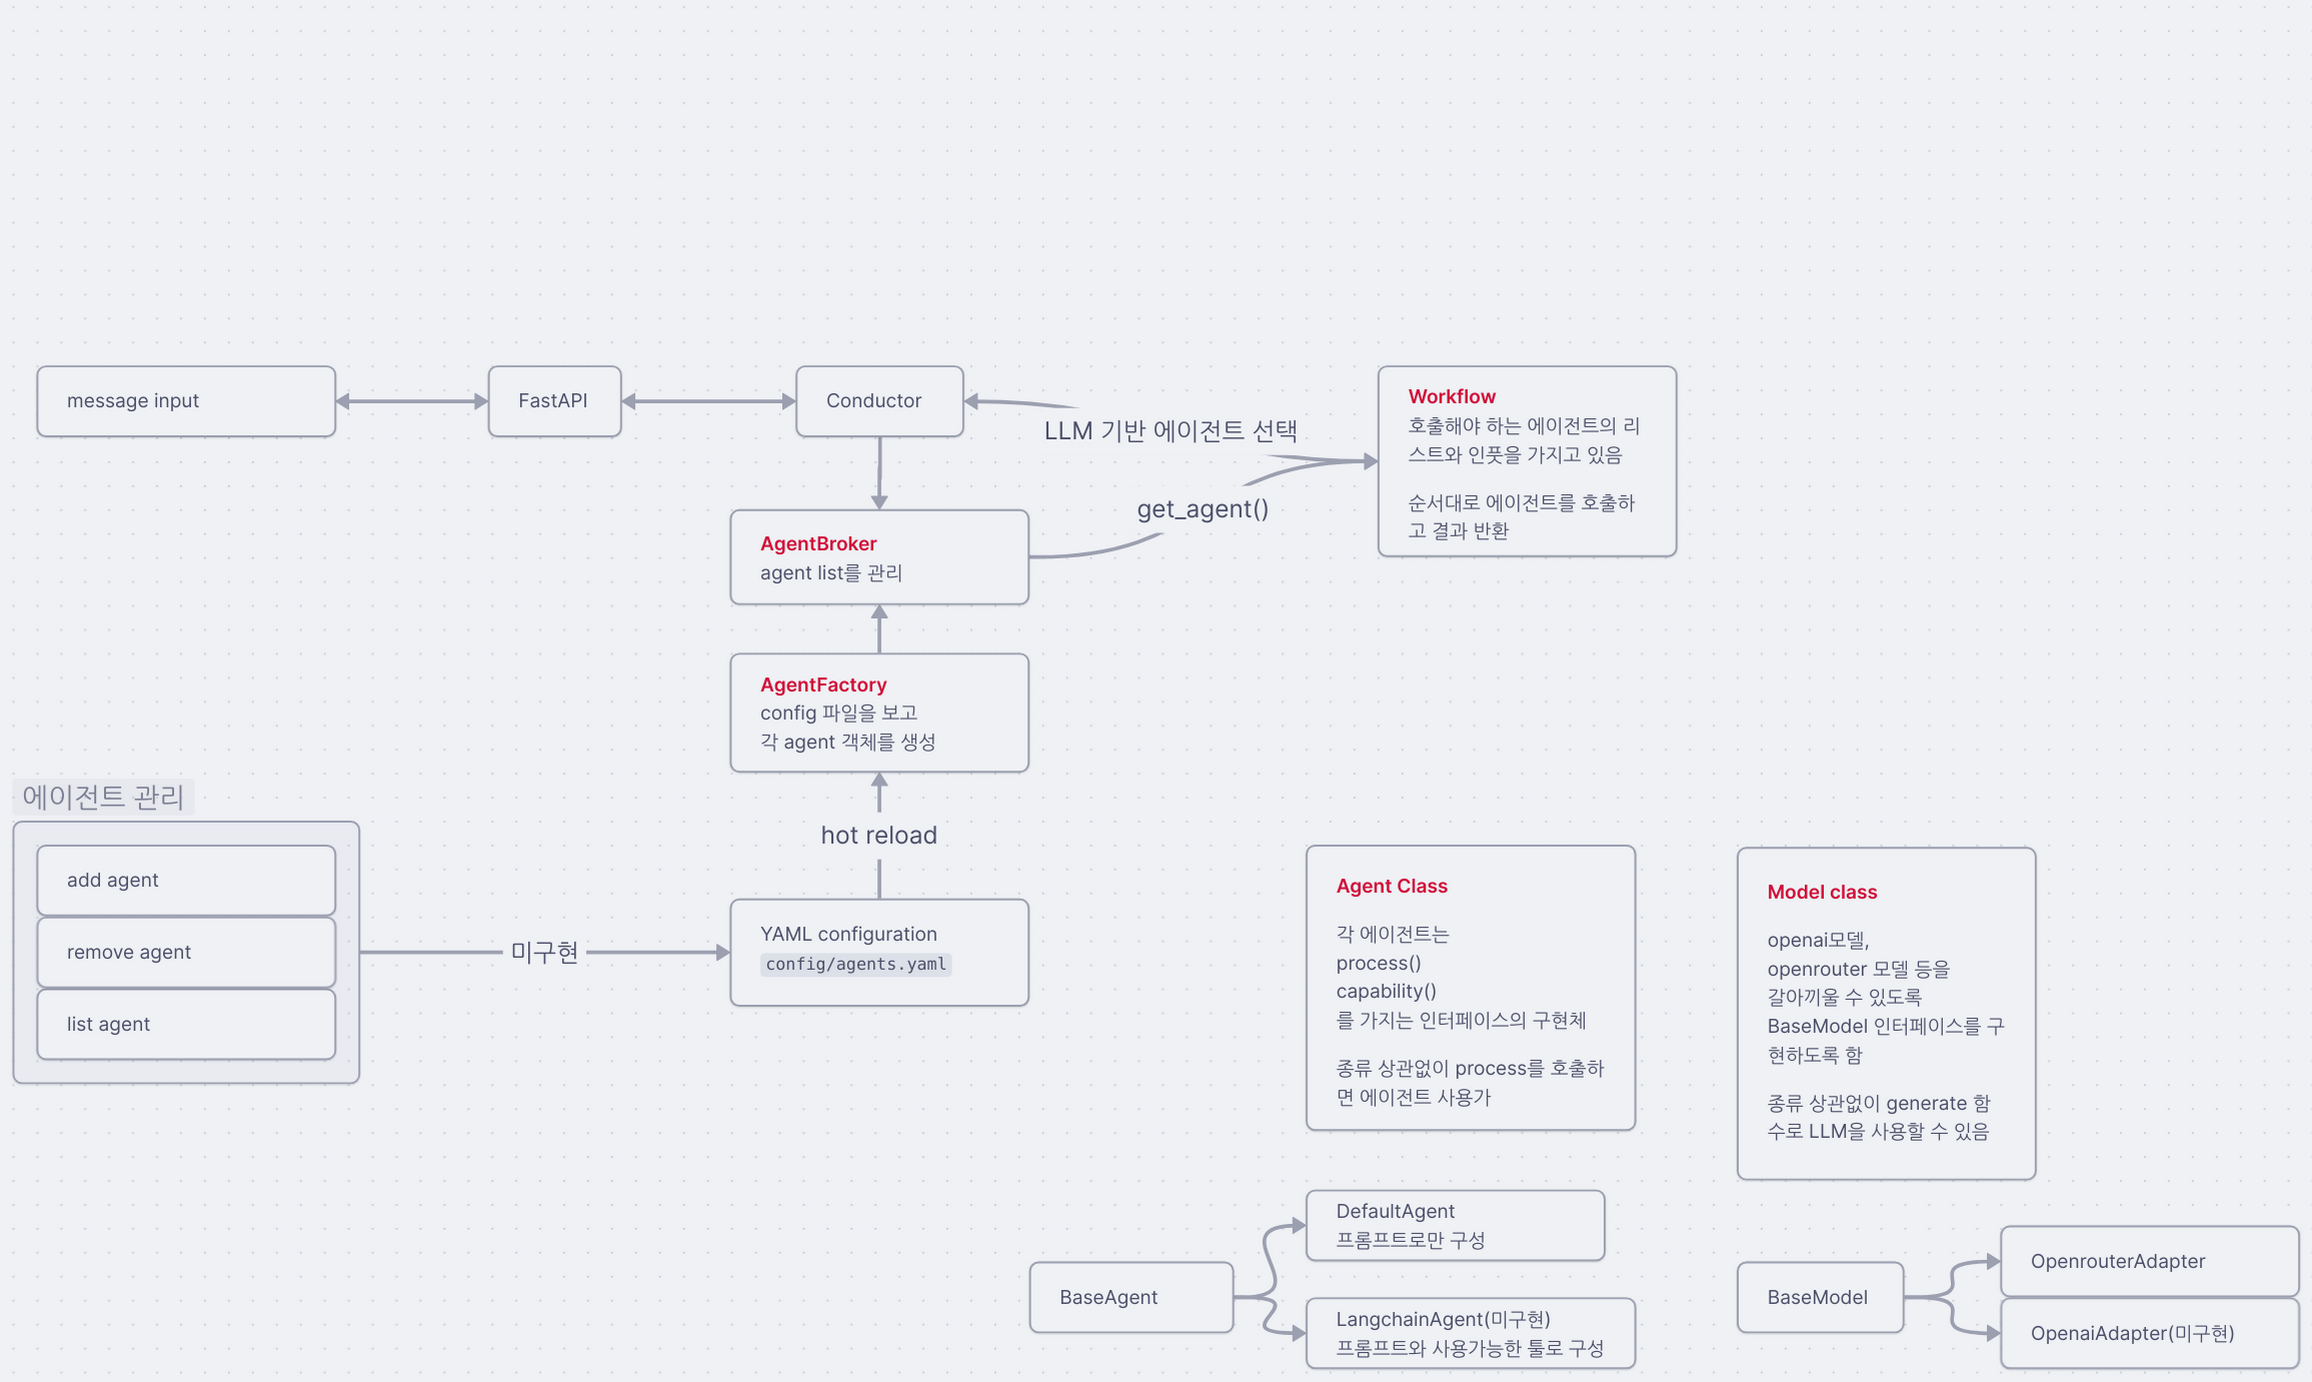 message input
FastAPI
Conductor
LLM 기반 에이전트 선택
Workflow
호출해야 하는 에이전트의 리
스트와 인풋을 가지고 있음
순서대로 에이전트를 호출하
고 결과 반환
get_agent()
AgentBroker
agent list를 관리
AgentFactory
config 파일을 보고
각 agent 객체를 생성
hot reload
에이전트 관리
add agent
remove agent
list agent
미구현
YAML configuration
config/agents.yaml
Agent Class
각 에이전트는
process()
capability()
를 가지는 인터페이스의 구현체
종류 상관없이 process를 호출하
면 에이전트 사용가
Model class
openai모델,
openrouter 모델 등을
갈아끼울 수 있도록
BaseModel 인터페이스를 구
현하도록 함
종류 상관없이 generate 함
수로 LLM을 사용할 수 있음
BaseAgent
DefaultAgent
프롬프트로만 구성
LangchainAgent(미구현)
프롬프트와 사용가능한 툴로 구성
BaseModel
OpenrouterAdapter
OpenaiAdapter(미구현)